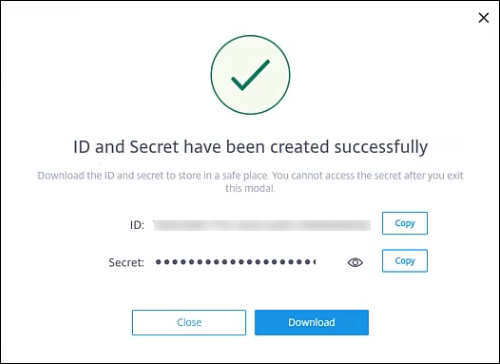 ID and Secret have been created successfully
Download the ID and secret to store in a safe place. You cannot access the secret after you exit
this modal.
ID: Copy
Secret: ••••••••••••••••••• Copy
Close Download